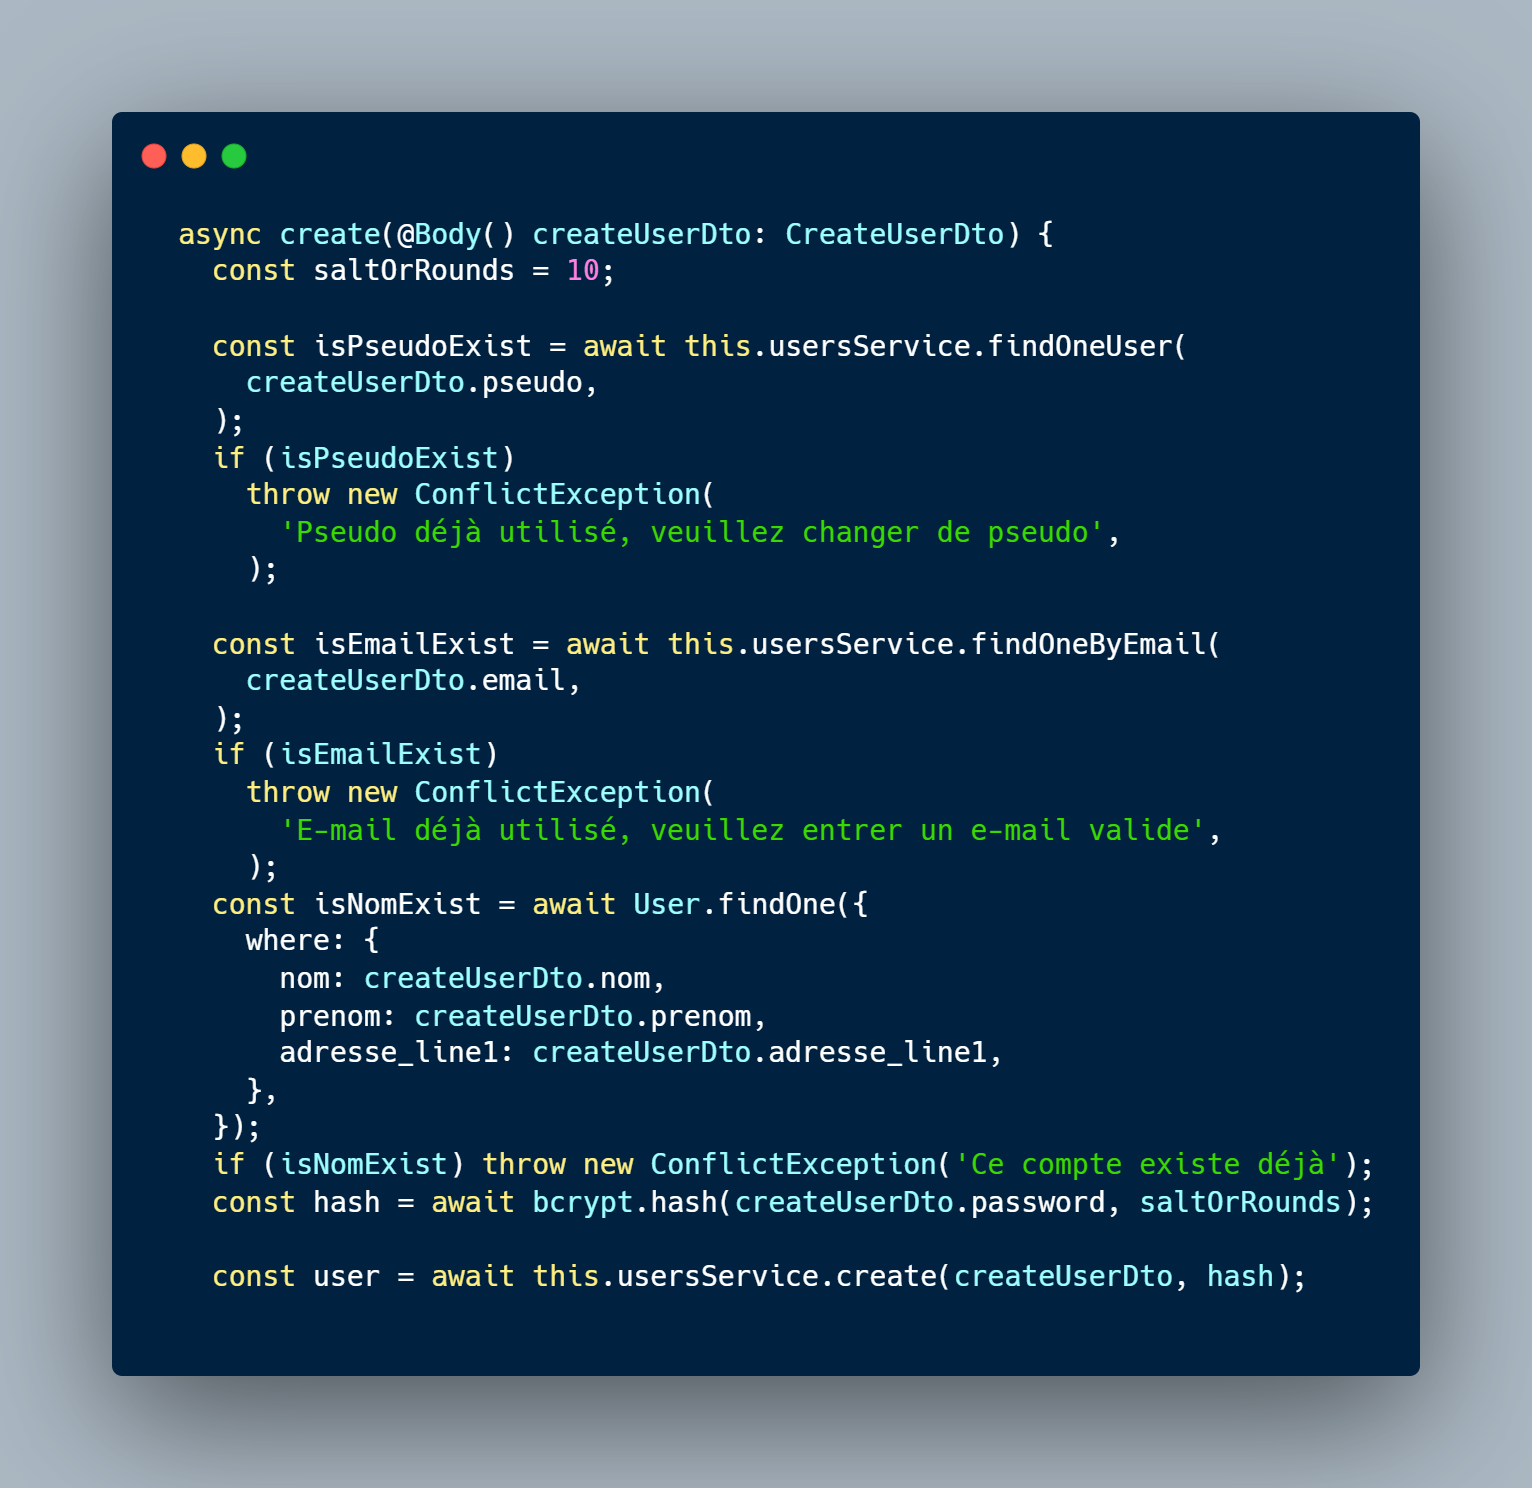 async create(@Body() createUserDto: CreateUserDto) {
const saltOrRounds = 10;
const isPseudoExist = await this.usersService.findOneUser(
createUserDto.pseudo,
);
if (isPseudoExist)
throw new ConflictException(
'Pseudo déjà utilisé, veuillez changer de pseudo',
);
const isEmailExist = await this.usersService.findOneByEmail(
createUserDto.email,
);
if (isEmailExist)
throw new ConflictException(
'E-mail déjà utilisé, veuillez entrer un e-mail valide',
);
const isNomExist = await User.findOne({
where: {
nom: createUserDto.nom,
prenom: createUserDto.prenom,
adresse_line1: createUserDto.adresse_line1,
},
});
if (isNomExist) throw new ConflictException('Ce compte existe déjà');
const hash = await bcrypt.hash(createUserDto.password, saltOrRounds);
const user = await this.usersService.create(createUserDto, hash);